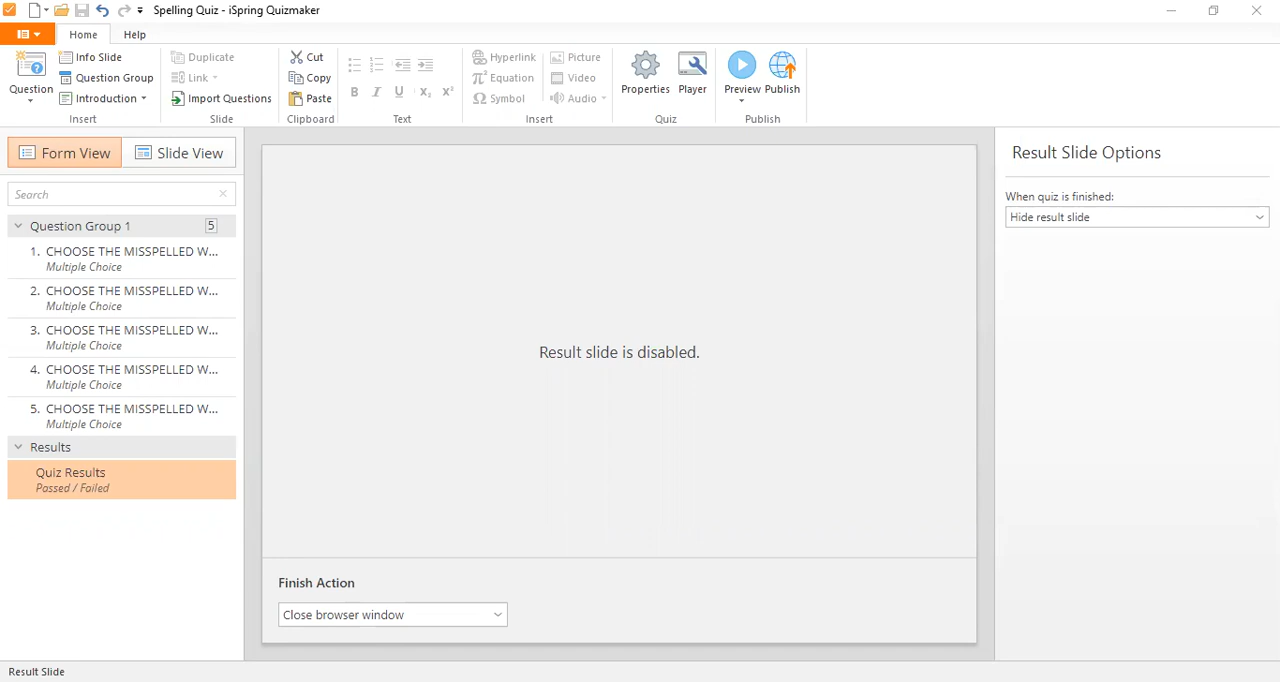 Spelling Quiz - iSpring Quizmaker
Home
Help
Question
Info Slide
Question Group
Introduction
Insert
Duplicate
Link
Import Questions
Slide
Cut
Copy
Paste
Clipboard
B I U X₂ X²
Text
Hyperlink
Equation
Symbol
Picture
Video
Audio
Insert
Properties
Player
Quiz
Preview
Publish
Publish
Form View
Slide View
Search
Question Group 1
5
1. CHOOSE THE MISSPELLED W...
Multiple Choice
2. CHOOSE THE MISSPELLED W...
Multiple Choice
3. CHOOSE THE MISSPELLED W...
Multiple Choice
4. CHOOSE THE MISSPELLED W...
Multiple Choice
5. CHOOSE THE MISSPELLED W...
Multiple Choice
Results
Quiz Results
Passed / Failed
Result slide is disabled.
Finish Action
Close browser window
Result Slide Options
When quiz is finished:
Hide result slide
Result Slide